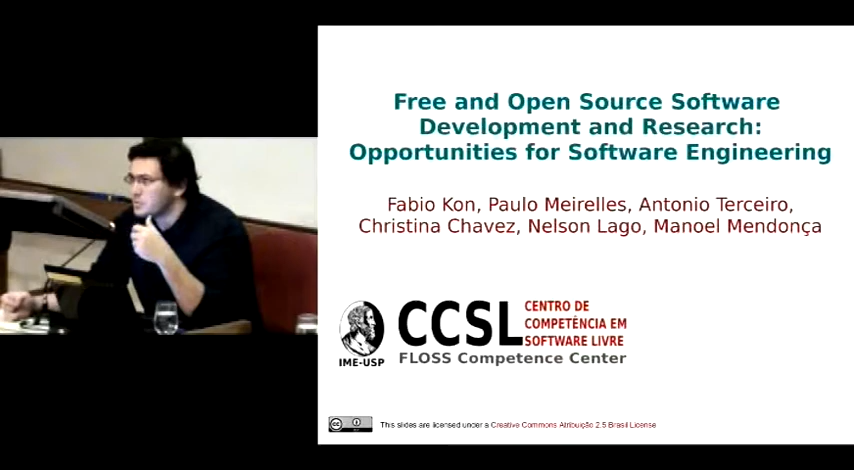 Free and Open Source Software
Development and Research:
Opportunities for Software Engineering
Fabio Kon, Paulo Meirelles, Antonio Terceiro,
Christina Chavez, Nelson Lago, Manoel Mendonça
IME-USP
CCSL
CENTRO DE
COMPETÊNCIA EM
SOFTWARE LIVRE
FLOSS Competence Center
This slides are licensed under a Creative Commons Atribuição 2.5 Brasil License